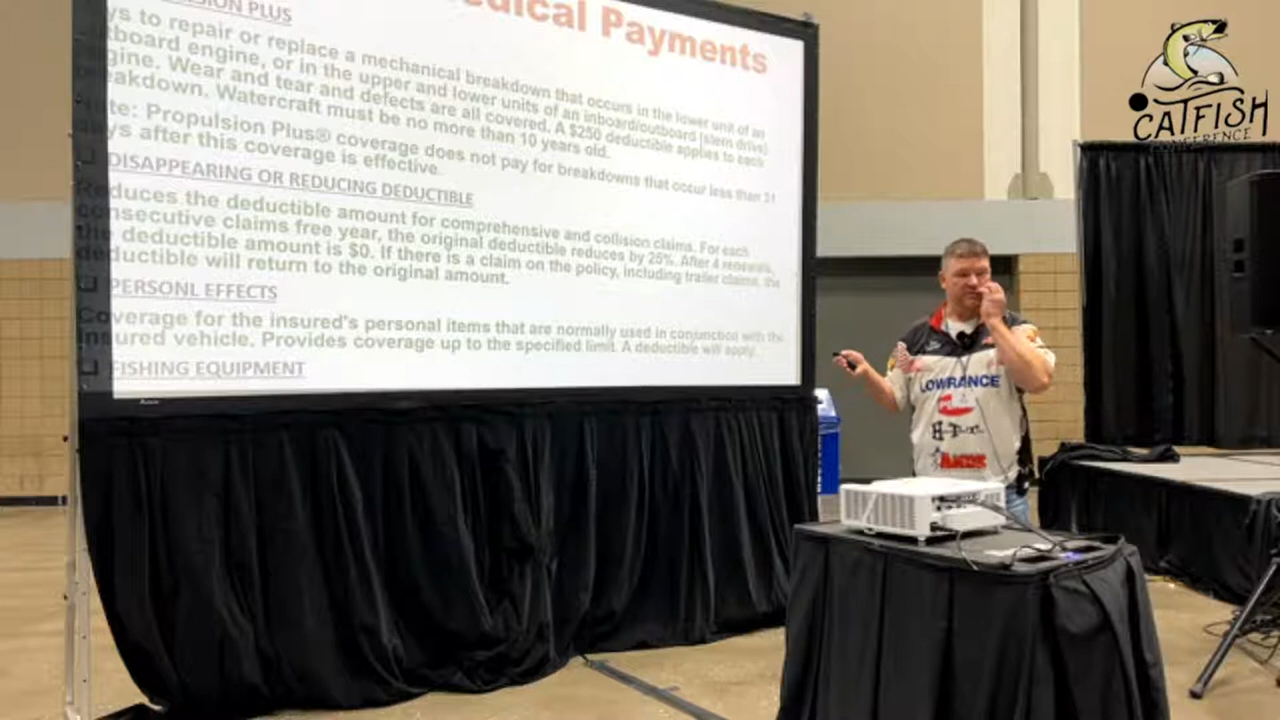 edical Payments
SION PLUS
ys to repair or replace a mechanical breakdown that occurs in the lower unit of an
tboard engine, or in the upper and lower units of an inboard/outboard (stern drive)
gine. Wear and tear and defects are all covered. A $250 deductible applies to each
eakdown. Watercraft must be no more than 10 years old.
te: Propulsion Plus® coverage does not pay for breakdowns that occur less than 31
ys after this coverage is effective.
DISAPPEARING OR REDUCING DEDUCTIBLE
Reduces the deductible amount for comprehensive and collision claims. For each
consecutive claims free year, the original deductible reduces by 25%. After 4 renewals,
the deductible amount is $0. If there is a claim on the policy, including trailer claims, the
deductible will return to the original amount.
PERSONL EFFECTS
Coverage for the insured's personal items that are normally used in conjunction with the
insured vehicle. Provides coverage up to the specified limit. A deductible will apply.
FISHING EQUIPMENT
CATFISH
CONFERENCE
LOWRANCE